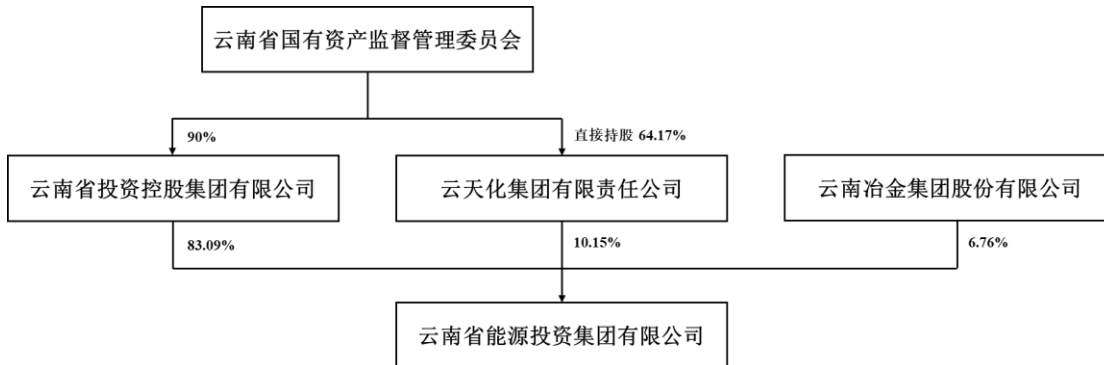 云南省国有资产监督管理委员会
90%
直接持股 64.17%
云南省投资控股集团有限公司
云天化集团有限责任公司
云南冶金集团股份有限公司
83.09%
10.15%
6.76%
云南省能源投资集团有限公司